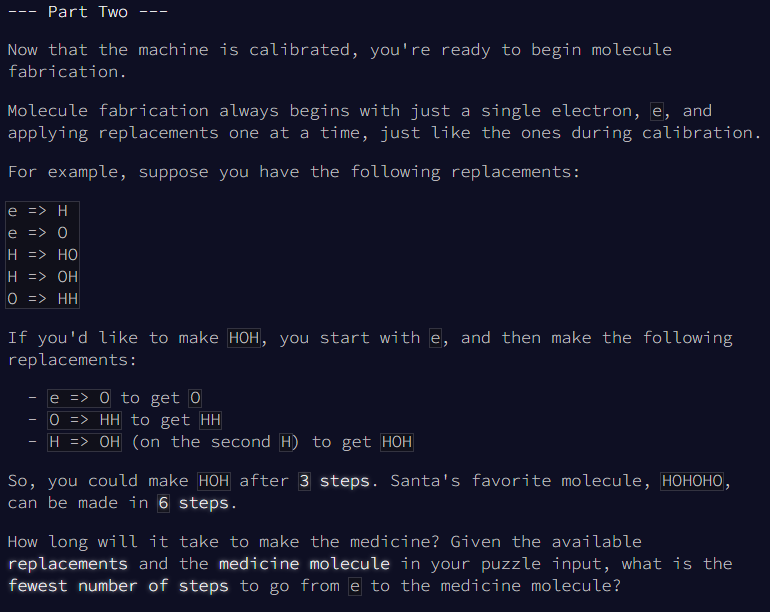 --- Part Two ---
Now that the machine is calibrated, you're ready to begin molecule
fabrication.
Molecule fabrication always begins with just a single electron, e, and
applying replacements one at a time, just like the ones during calibration.
For example, suppose you have the following replacements:
e => H
e => O
H => HO
H => OH
O => HH
If you'd like to make HOH, you start with e, and then make the following
replacements:
- e => O to get O
- O => HH to get HH
- H => OH (on the second H) to get HOH
So, you could make HOH after 3 steps. Santa's favorite molecule, HOHOHO,
can be made in 6 steps.
How long will it take to make the medicine? Given the available
replacements and the medicine molecule in your puzzle input, what is the
fewest number of steps to go from e to the medicine molecule?